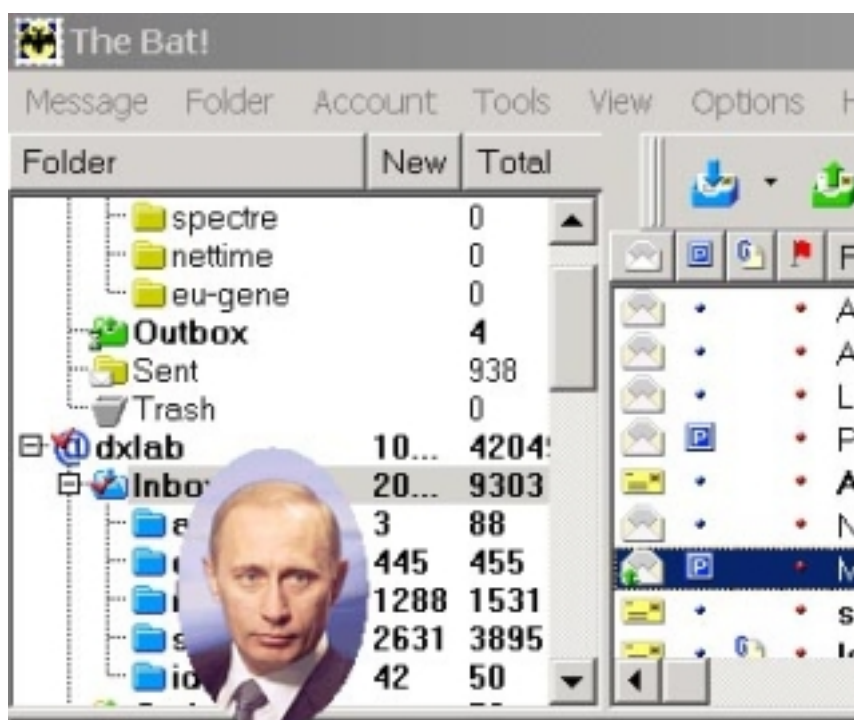 The Bat!
Message Folder Account Tools View Options
Folder New Total
spectre 0
nettime 0
eu-gene 0
Outbox 4
Sent 938
Trash 0
dxlab 10...
Inbo 20... 9303
3 88
445 455
1288 1531
2631 3895
42 50